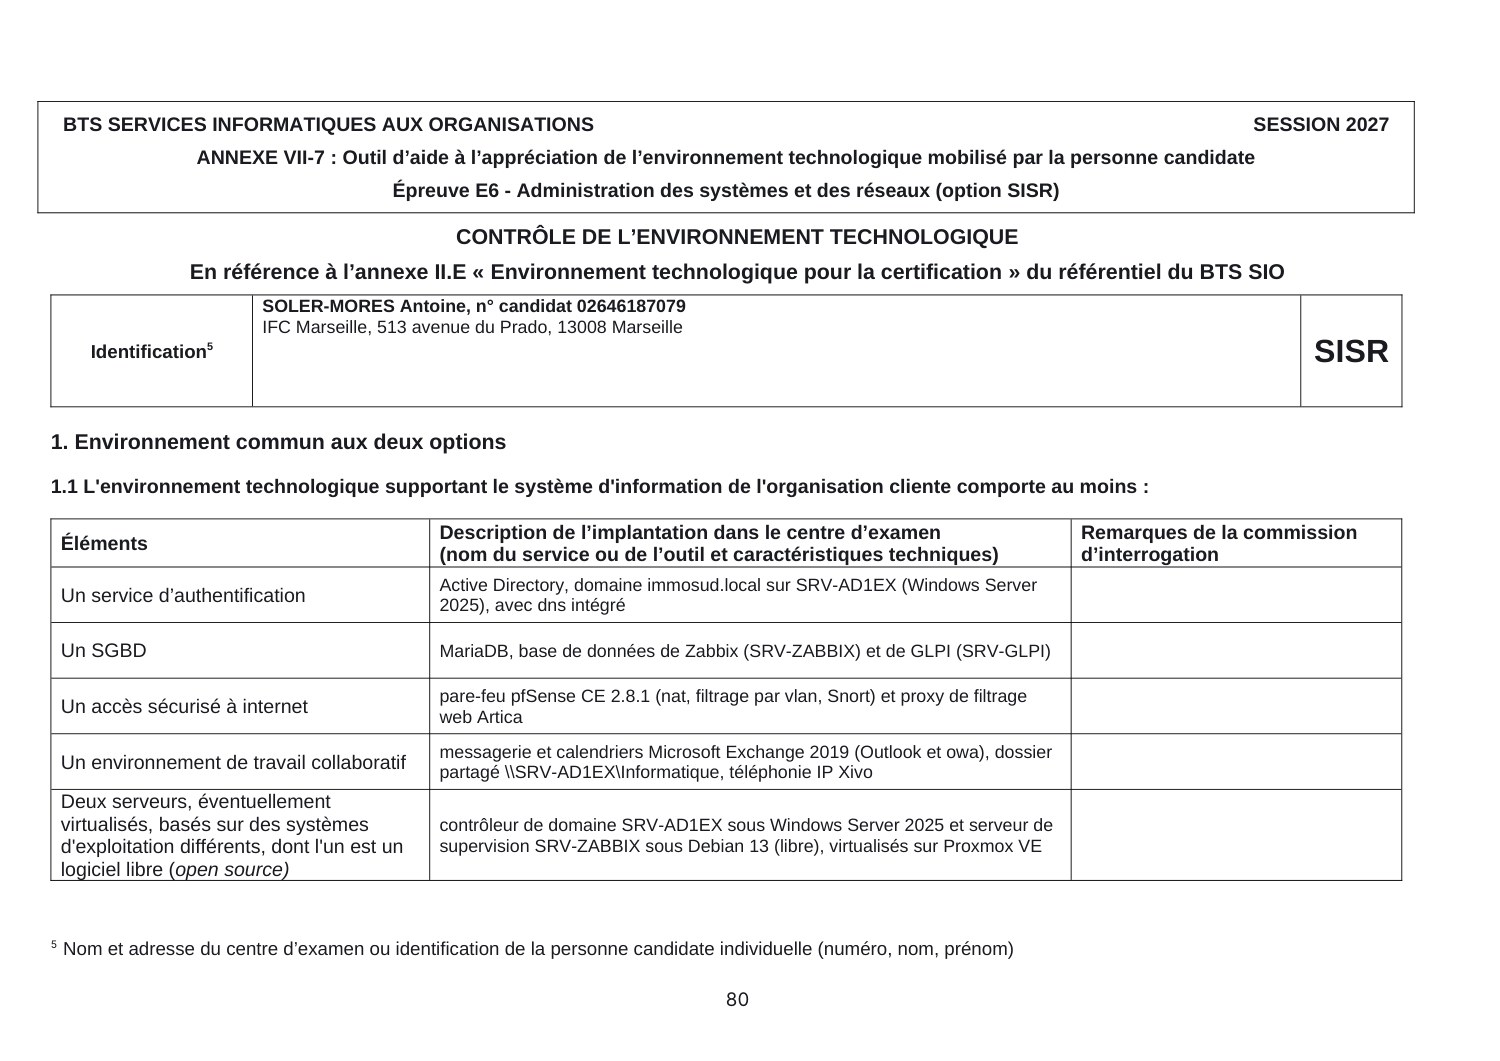 BTS SERVICES INFORMATIQUES AUX ORGANISATIONS SESSION 2027
ANNEXE VII-7 : Outil d’aide à l’appréciation de l’environnement technologique mobilisé par la personne candidate
Épreuve E6 - Administration des systèmes et des réseaux (option SISR)
CONTRÔLE DE L’ENVIRONNEMENT TECHNOLOGIQUE
En référence à l’annexe II.E « Environnement technologique pour la certification » du référentiel du BTS SIO
Identification5
SOLER-MORES Antoine, n° candidat 02646187079
IFC Marseille, 513 avenue du Prado, 13008 Marseille
SISR
1. Environnement commun aux deux options
1.1 L'environnement technologique supportant le système d'information de l'organisation cliente comporte au moins :
Éléments
Description de l’implantation dans le centre d’examen
(nom du service ou de l’outil et caractéristiques techniques)
Remarques de la commission
d’interrogation
Un service d’authentification
Active Directory, domaine immosud.local sur SRV-AD1EX (Windows Server
2025), avec dns intégré
Un SGBD
MariaDB, base de données de Zabbix (SRV-ZABBIX) et de GLPI (SRV-GLPI)
Un accès sécurisé à internet
pare-feu pfSense CE 2.8.1 (nat, filtrage par vlan, Snort) et proxy de filtrage
web Artica
Un environnement de travail collaboratif
messagerie et calendriers Microsoft Exchange 2019 (Outlook et owa), dossier
partagé \\SRV-AD1EX\Informatique, téléphonie IP Xivo
Deux serveurs, éventuellement
virtualisés, basés sur des systèmes
d'exploitation différents, dont l'un est un
logiciel libre (open source)
contrôleur de domaine SRV-AD1EX sous Windows Server 2025 et serveur de
supervision SRV-ZABBIX sous Debian 13 (libre), virtualisés sur Proxmox VE
5 Nom et adresse du centre d’examen ou identification de la personne candidate individuelle (numéro, nom, prénom)
80